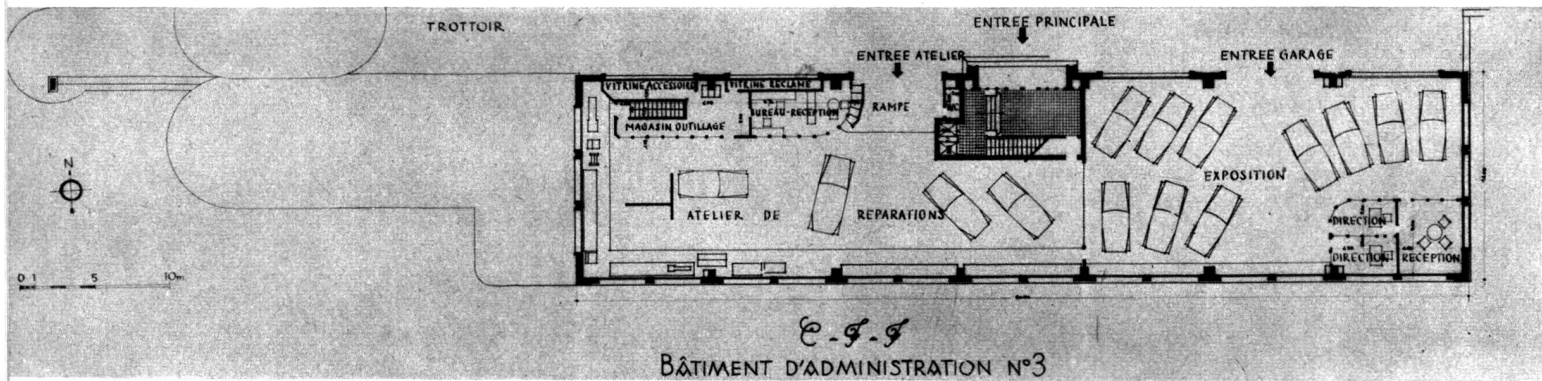 TROTTOIR
ENTREE PRINCIPALE
ENTREE ATELIER
ENTREE GARAGE
VITRINE ACCESSOIRE
VITRINE RECLAME
RAMPE
BUREAU-RECEPTION
MAGASIN OUTILLAGE
N
EXPOSITION
ATELIER DE REPARATIONS
DIRECTION
DIRECTION RECEPTION
0 1 5 10m
C-F-F
BÂTIMENT D'ADMINISTRATION N°3